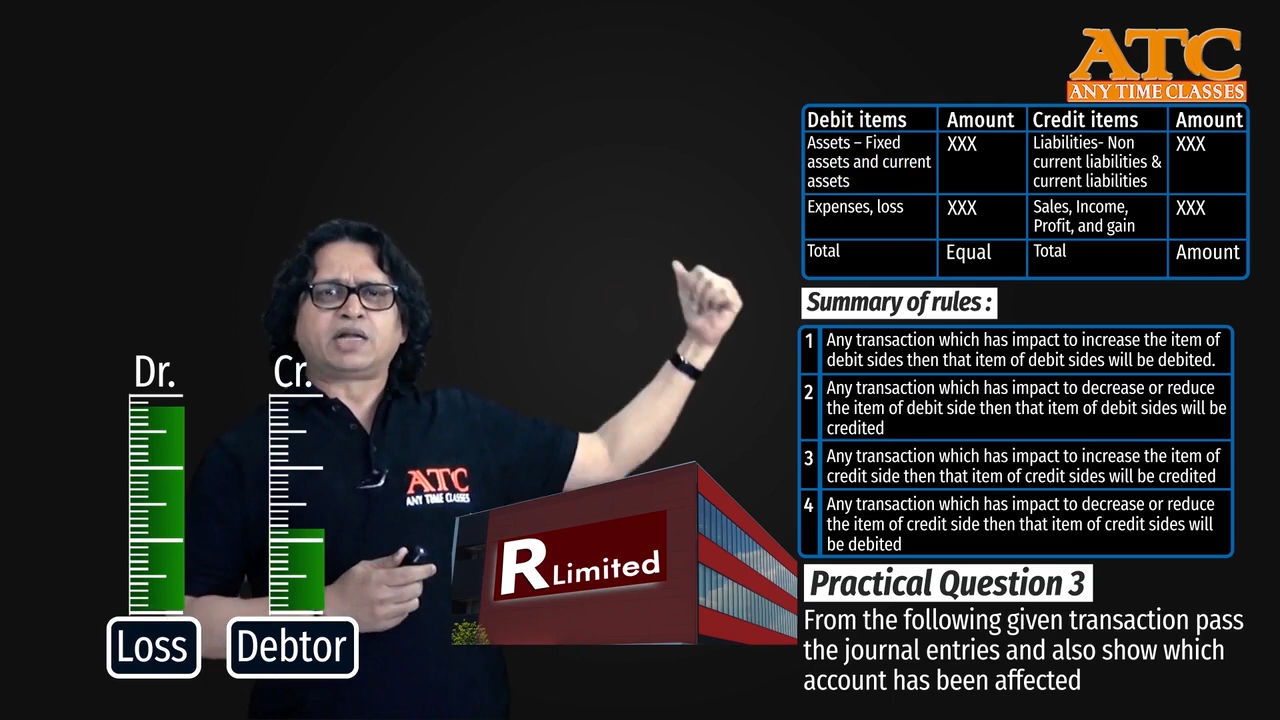 ATC
ANY TIME CLASSES
Debit items Amount Credit items Amount
Assets – Fixed
assets and current
assets
XXX
Liabilities- Non
current liabilities &
current liabilities
XXX
Expenses, loss
XXX
Sales, Income,
Profit, and gain
XXX
Total Equal Total Amount
Summary of rules :
1 Any transaction which has impact to increase the item of
debit sides then that item of debit sides will be debited.
2 Any transaction which has impact to decrease or reduce
the item of debit side then that item of debit sides will be
credited
3 Any transaction which has impact to increase the item of
credit side then that item of credit sides will be credited
4 Any transaction which has impact to decrease or reduce
the item of credit side then that item of credit sides will
be debited
Practical Question 3
From the following given transaction pass
the journal entries and also show which
account has been affected
Dr. Cr.
Loss Debtor
ATC
ANY TIME CLASSES
R Limited